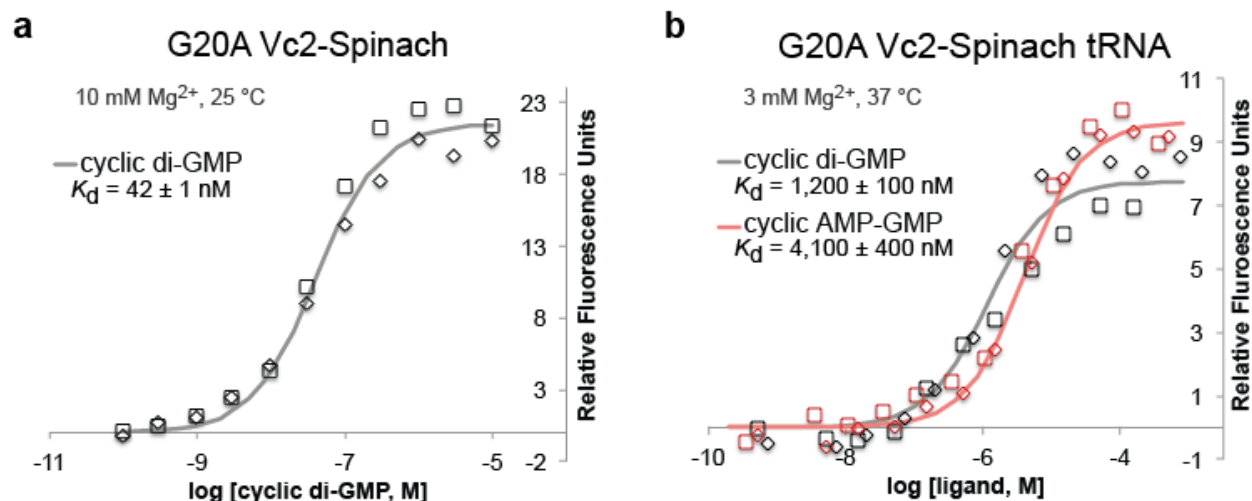 a
G20A Vc2-Spinach
10 mM Mg2+, 25 °C
cyclic di-GMP
Kd = 42 ± 1 nM
23
18
13
8
3
-2
Relative Fluorescence Units
-11
-9
-7
-5
log [cyclic di-GMP, M]
b
G20A Vc2-Spinach tRNA
3 mM Mg2+, 37 °C
cyclic di-GMP
Kd = 1,200 ± 100 nM
cyclic AMP-GMP
Kd = 4,100 ± 400 nM
11
9
7
5
3
1
-1
Relative Fluroescence Units
-10
-8
-6
-4
log [ligand, M]